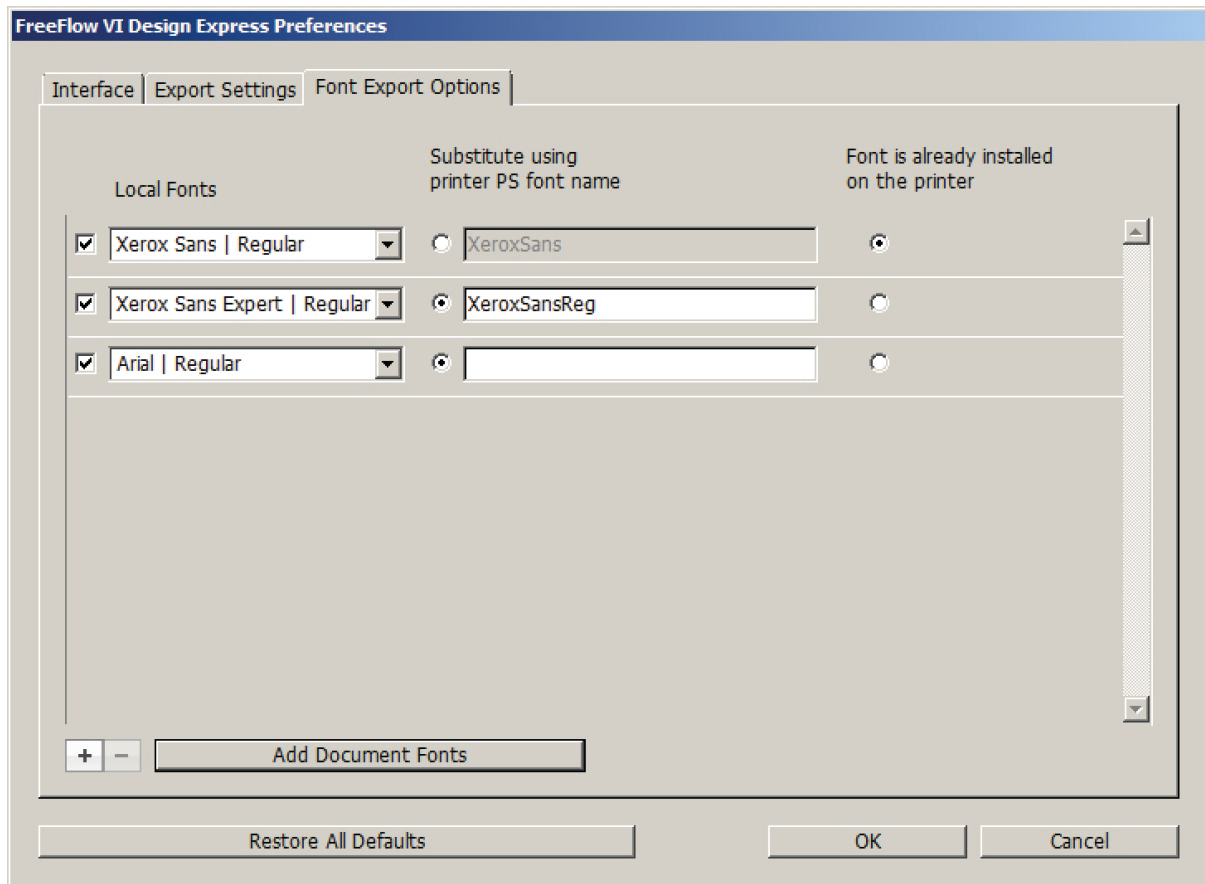 FreeFlow VI Design Express Preferences
Interface
Export Settings
Font Export Options
Local Fonts
Substitute using
printer PS font name
Font is already installed
on the printer
Xerox Sans | Regular
XeroxSans
Xerox Sans Expert | Regular
XeroxSansReg
Arial | Regular
+
−
Add Document Fonts
Restore All Defaults
OK
Cancel